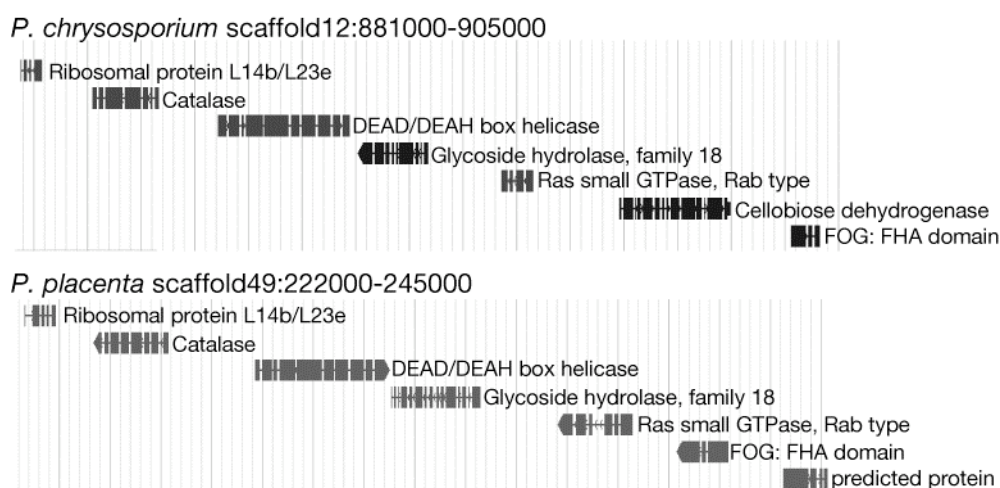 P. chrysosporium scaffold12:881000-905000
Ribosomal protein L14b/L23e
Catalase
DEAD/DEAH box helicase
Glycoside hydrolase, family 18
Ras small GTPase, Rab type
Cellobiose dehydrogenase
FOG: FHA domain
P. placenta scaffold49:222000-245000
Ribosomal protein L14b/L23e
Catalase
DEAD/DEAH box helicase
Glycoside hydrolase, family 18
Ras small GTPase, Rab type
FOG: FHA domain
predicted protein